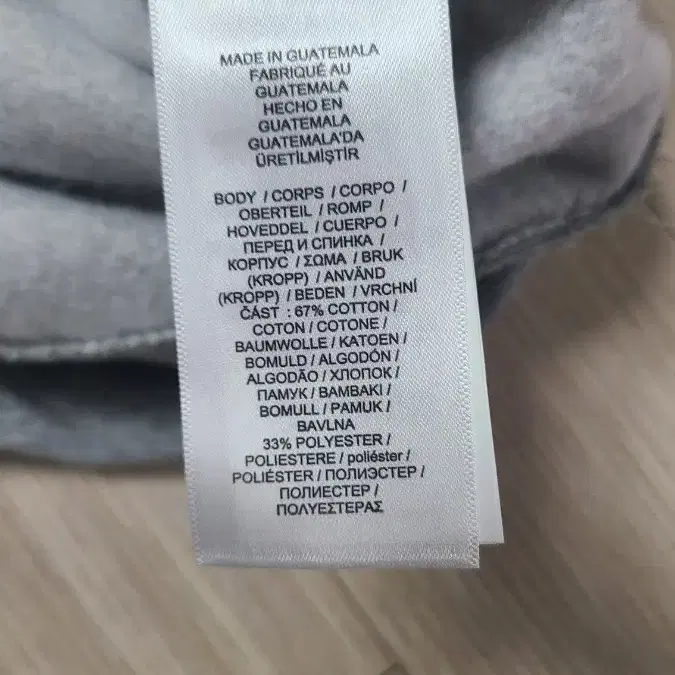 MADE IN GUATEMALA
FABRIQUÉ AU
GUATEMALA
HECHO EN
GUATEMALA
GUATEMALA'DA
ÜRETİLMİŞTİR
BODY / CORPS / CORPO /
OBERTEIL / ROMP /
HOVEDDEL / CUERPO /
ПЕРЕД И СПИНКА /
КОРПУС / ΣΩΜΑ / BRUK
(KROPP) / ANVÄND
(KROPP) / BEDEN / VRCHNÍ
ČÁST : 67% COTTON /
COTON / COTONE /
BAUMWOLLE / KATOEN /
BOMULD / ALGODÓN /
ALGODÃO / ХЛОПОК /
ПАМУК / ΒΑΜΒΑΚΙ /
BOMULL / PAMUK /
BAVLNA
33% POLYESTER /
POLIESTERE / poliéster /
POLIÉSTER / ПОЛИЭСТЕР /
ПОЛИЕСТЕР /
ΠΟΛΥΕΣΤΕΡΑΣ